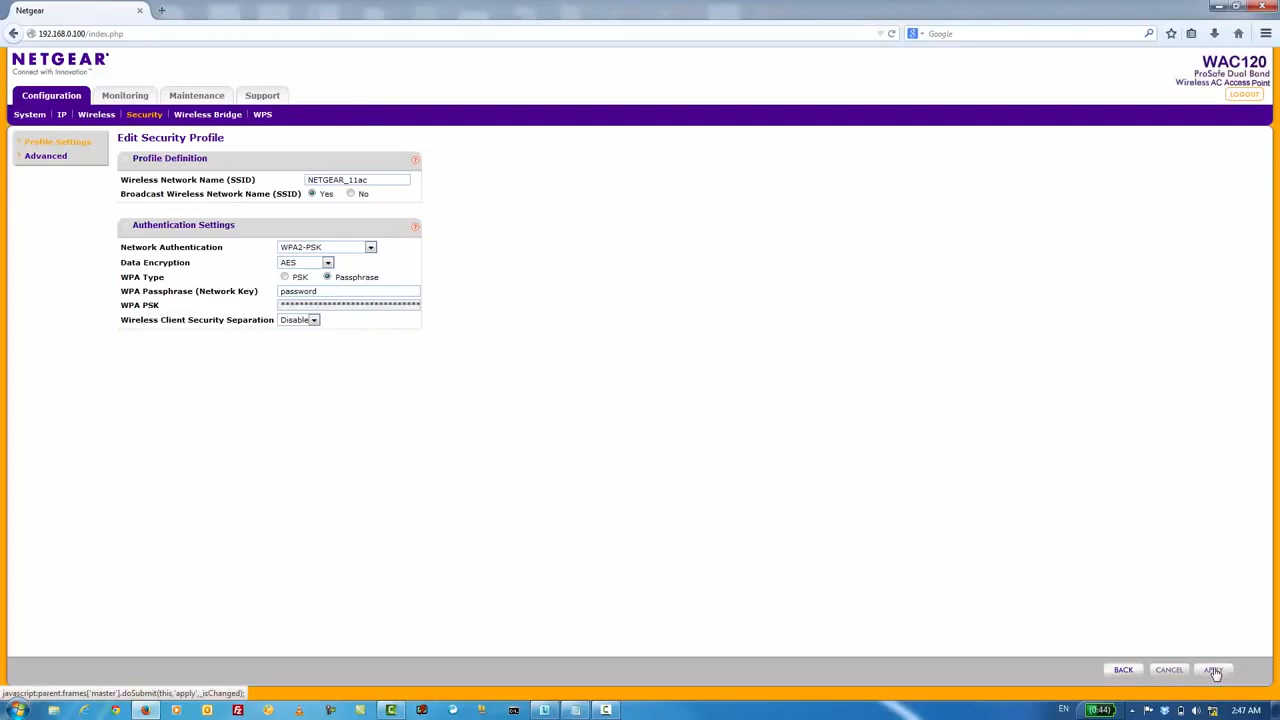 Netgear
192.168.0.100/index.php
Google
NETGEAR
Connect with Innovation™
WAC120
ProSafe Dual Band
Wireless AC Access Point
LOGOUT
Configuration Monitoring Maintenance Support
System IP Wireless Security Wireless Bridge WPS
Profile Settings
Advanced
Edit Security Profile
Profile Definition
Wireless Network Name (SSID) NETGEAR_11ac
Broadcast Wireless Network Name (SSID) Yes No
Authentication Settings
Network Authentication WPA2-PSK
Data Encryption AES
WPA Type PSK Passphrase
WPA Passphrase (Network Key) password
WPA PSK ******************************
Wireless Client Security Separation Disable
BACK CANCEL APPLY
javascript:parent.frames['master'].doSubmit(this,'apply',_isChanged);
EN (0:44) 2:47 AM